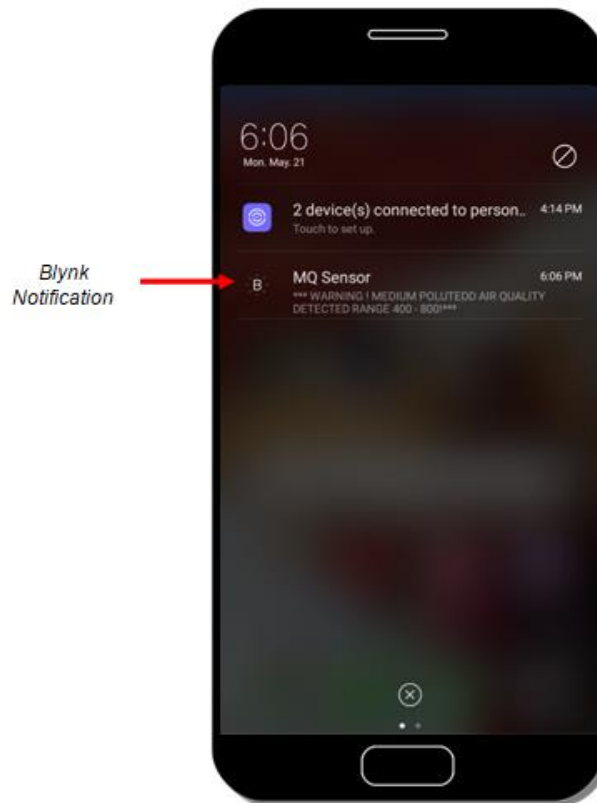 6:06
Mon. May. 21
2 device(s) connected to person.. 4:14 PM
Touch to set up.
Blynk
Notification
B
MQ Sensor 6:06 PM
*** WARNING ! MEDIUM POLUTEDD AIR QUALITY
DETECTED RANGE 400 - 800!***